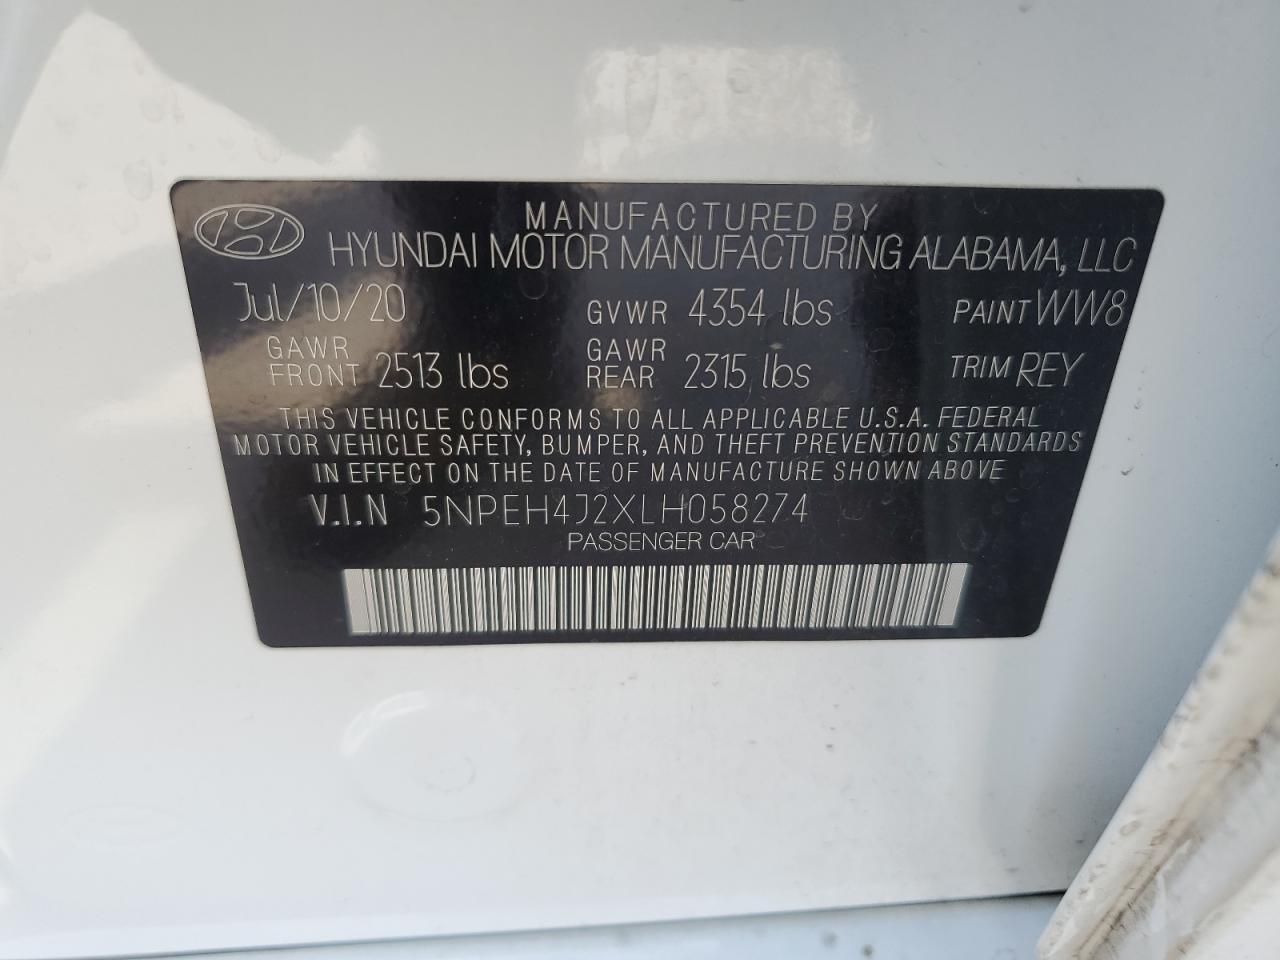 MANUFACTURED BY
HYUNDAI MOTOR MANUFACTURING ALABAMA, LLC
Jul/10/20 GVWR 4354 lbs PAINT WW8
GAWR FRONT 2513 lbs GAWR REAR 2315 lbs TRIM REY
THIS VEHICLE CONFORMS TO ALL APPLICABLE U.S.A. FEDERAL
MOTOR VEHICLE SAFETY, BUMPER, AND THEFT PREVENTION STANDARDS
IN EFFECT ON THE DATE OF MANUFACTURE SHOWN ABOVE
V.I.N 5NPEH4J2XLH058274
PASSENGER CAR